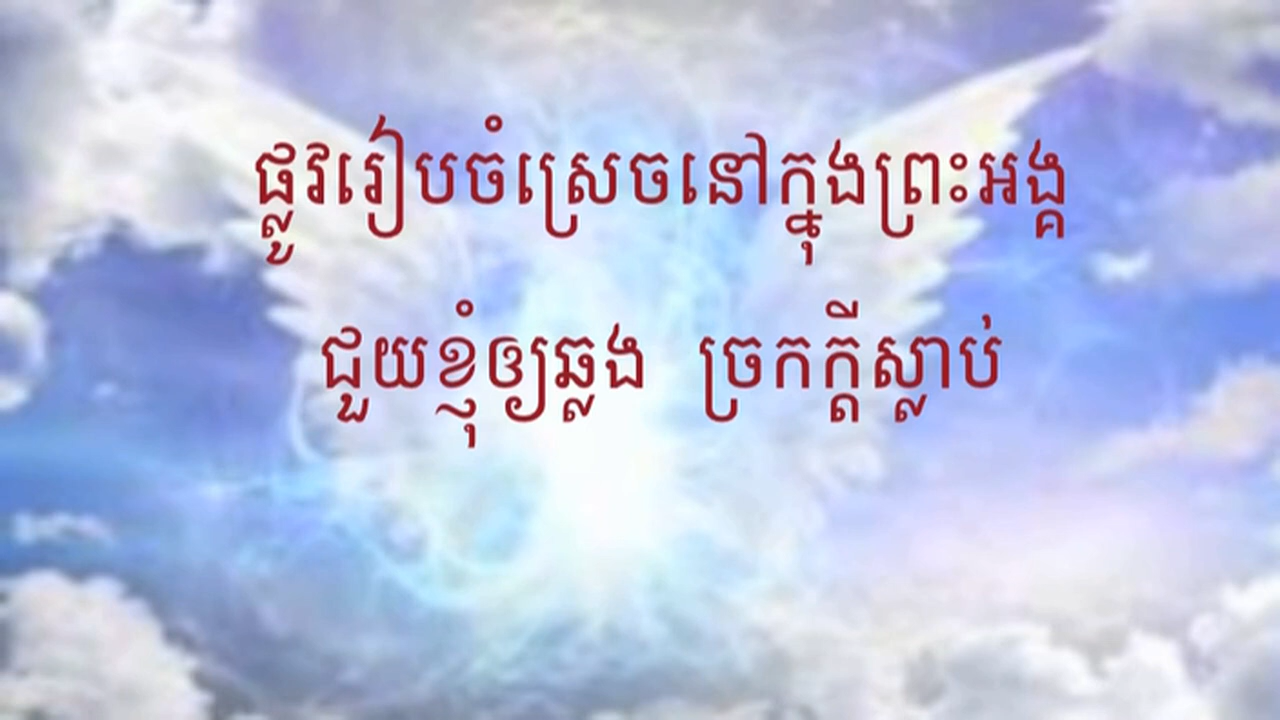 ផ្លូវរៀបចំស្រេចនៅក្នុងព្រះអង្គ
ជួយខ្ញុំឲ្យឆ្លង ច្រកក្ដីស្លាប់